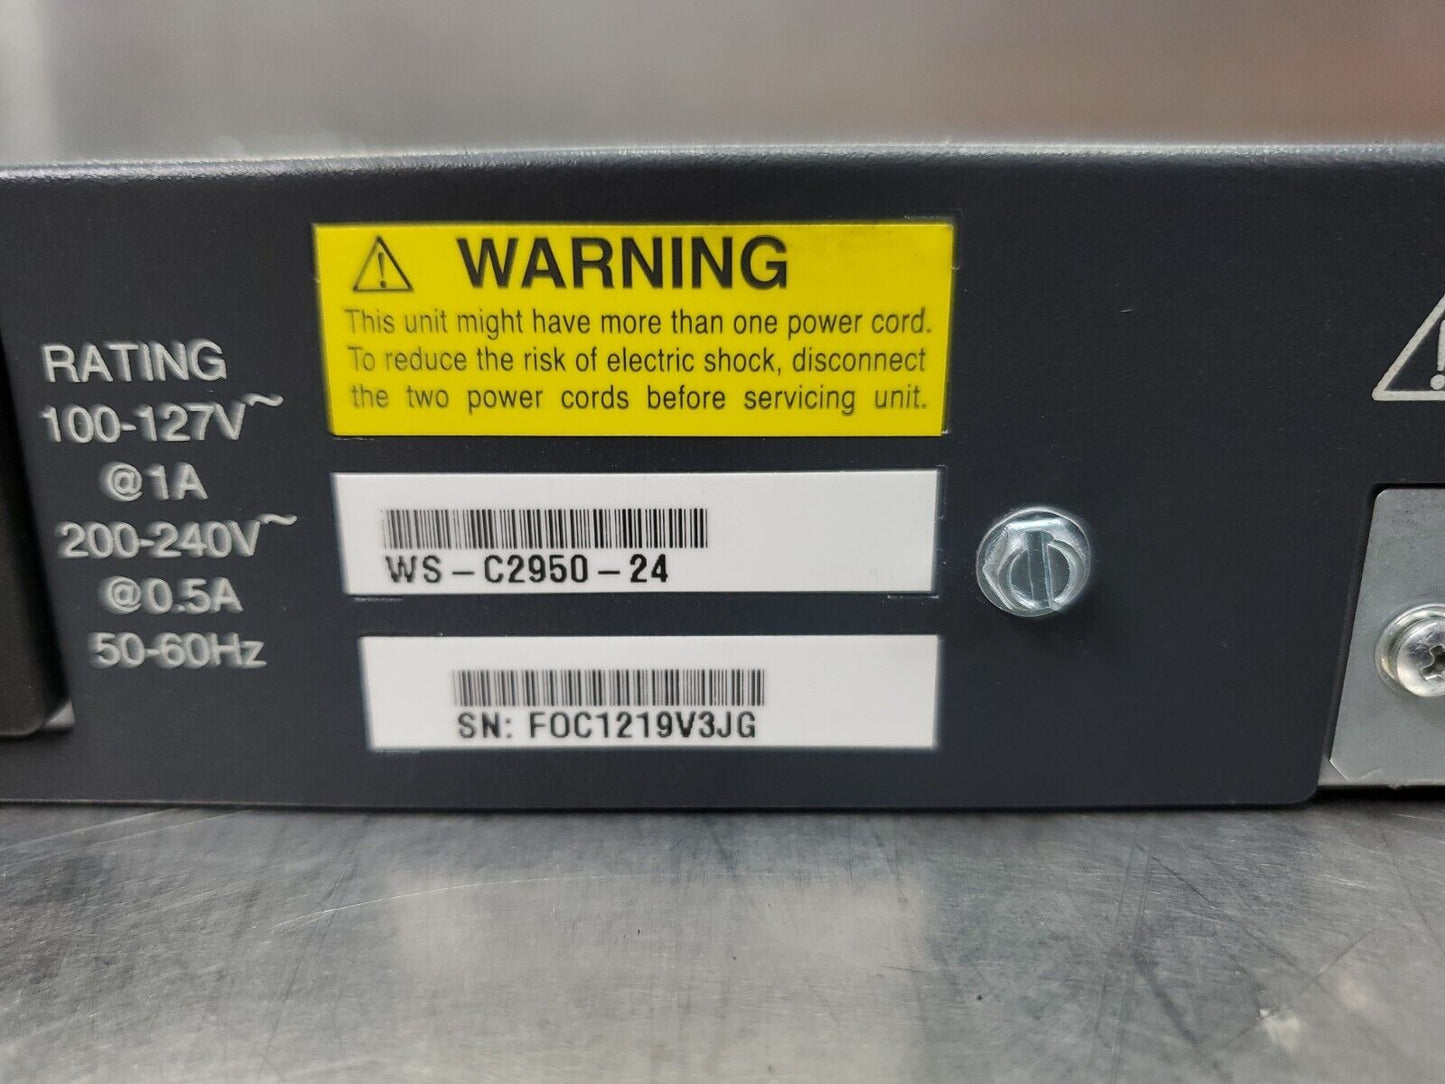 RATING
100-127V~
@1A
200-240V~
@0.5A
50-60Hz
WARNING
This unit might have more than one power cord.
To reduce the risk of electric shock, disconnect
the two power cords before servicing unit.
WS-C2950-24
SN: FOC1219V3JG